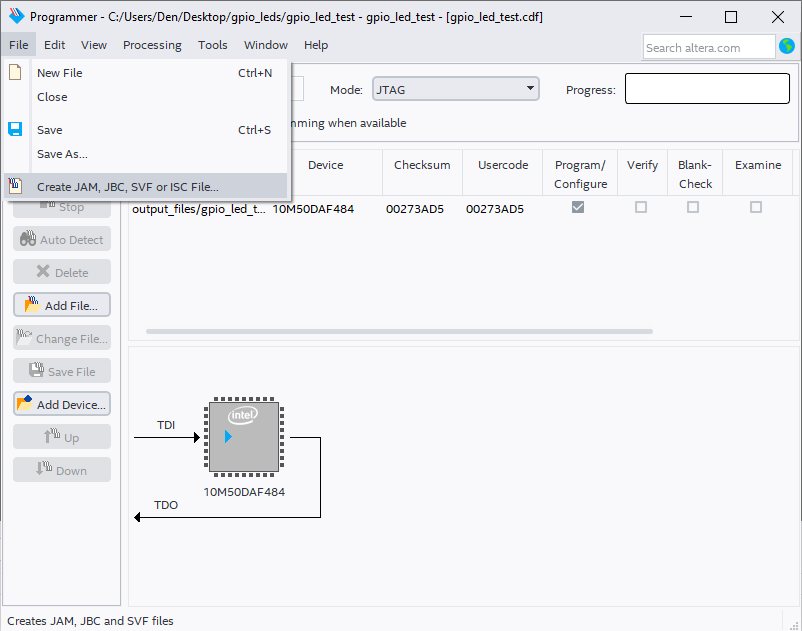 Programmer - C:/Users/Den/Desktop/gpio_leds/gpio_led_test - gpio_led_test - [gpio_led_test.cdf]
File Edit View Processing Tools Window Help
Search altera.com
New File Ctrl+N
Close
Save Ctrl+S
Save As...
Create JAM, JBC, SVF or ISC File...
Mode: JTAG Progress:
mming when available
Device Checksum Usercode Program/ Configure Verify Blank- Check Examine
output_files/gpio_led_t... 10M50DAF484 00273AD5 00273AD5
Stop
Auto Detect
Delete
Add File...
Change File...
Save File
Add Device...
Up
Down
TDI
intel
10M50DAF484
TDO
Creates JAM, JBC and SVF files